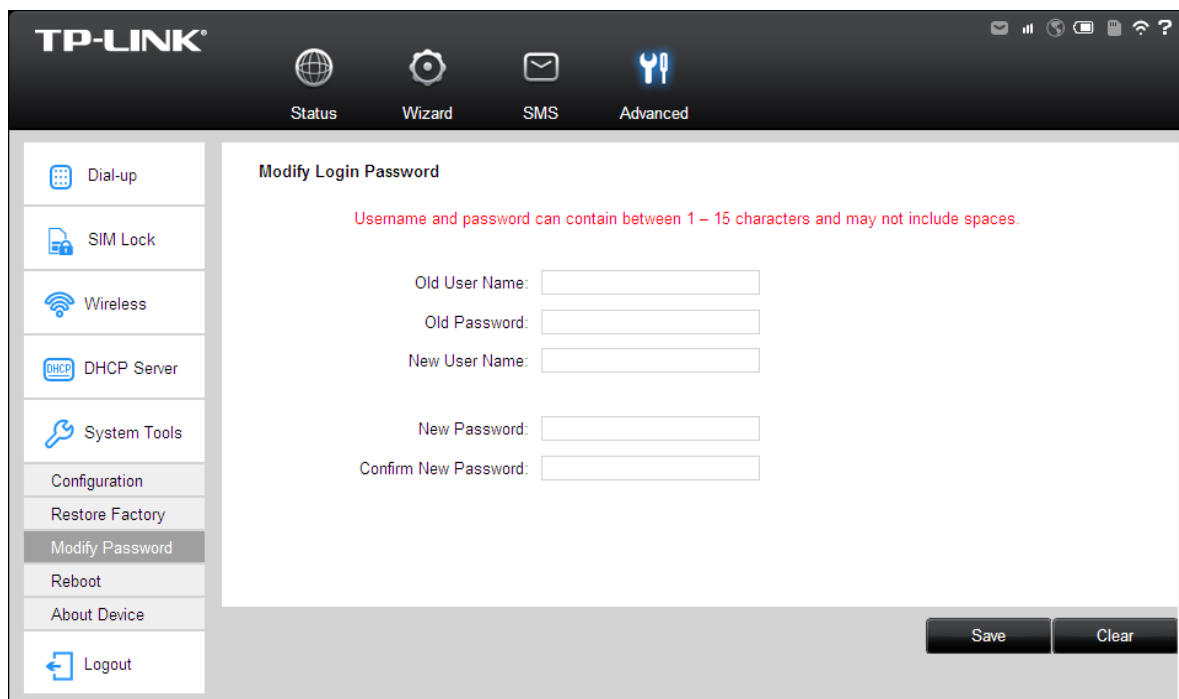 TP-LINK®
?
Status Wizard SMS Advanced
Dial-up
SIM Lock
Wireless
DHCP DHCP Server
System Tools
Configuration
Restore Factory
Modify Password
Reboot
About Device
Logout
Modify Login Password
Username and password can contain between 1 – 15 characters and may not include spaces.
Old User Name:
Old Password:
New User Name:
New Password:
Confirm New Password:
Save Clear